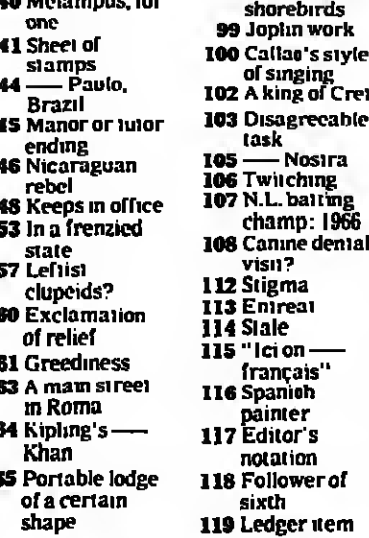 40 Melampus, for
one
41 Sheet of
stamps
44 — Paulo,
Brazil
45 Manor or tutor
ending
46 Nicaraguan
rebel
48 Keeps in office
53 In a frenzied
state
57 Leftist
clupeids?
60 Exclamation
of relief
61 Greediness
63 A main street
in Roma
64 Kipling's —
Khan
65 Portable lodge
of a certain
shape
shorebirds
99 Joplin work
100 Callas's style
of singing
102 A king of Crete
103 Disagreeable
task
105 — Nostra
106 Twitching
107 N.L. batting
champ: 1966
108 Canine dental
visit?
112 Stigma
113 Entreat
114 Stale
115 "Ici on —
français"
116 Spanish
painter
117 Editor's
notation
118 Follower of
sixth
119 Ledger item